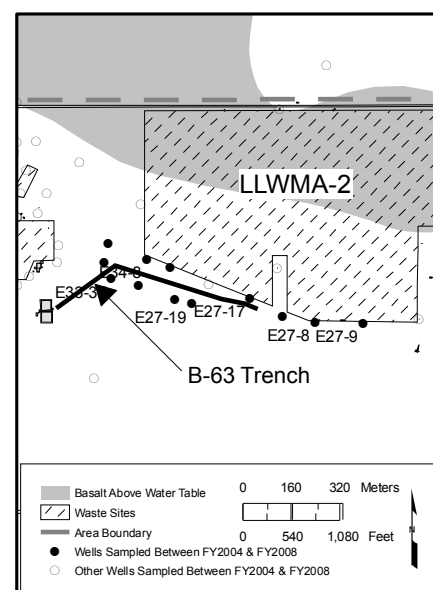 LLWMA-2
E34-8
E33-3
E27-19
E27-17
E27-8
E27-9
B-63 Trench
Basalt Above Water Table
Waste Sites
Area Boundary
Wells Sampled Between FY2004 & FY2008
Other Wells Sampled Between FY2004 & FY2008
0 160 320 Meters
0 540 1,080 Feet
N